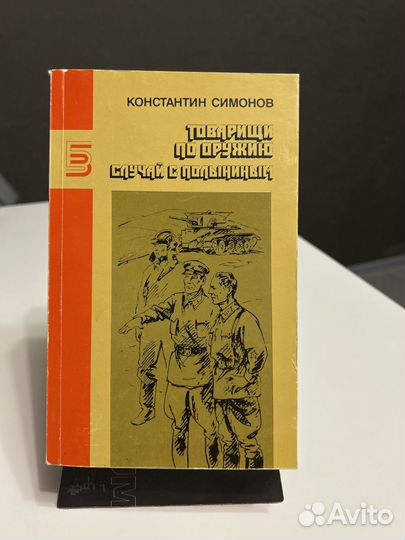 КОНСТАНТИН СИМОНОВ
ТОВАРИЩИ
ПО ОРУЖИЮ
СЛУЧАЙ С ПОЛЫНИНЫМ
Avito